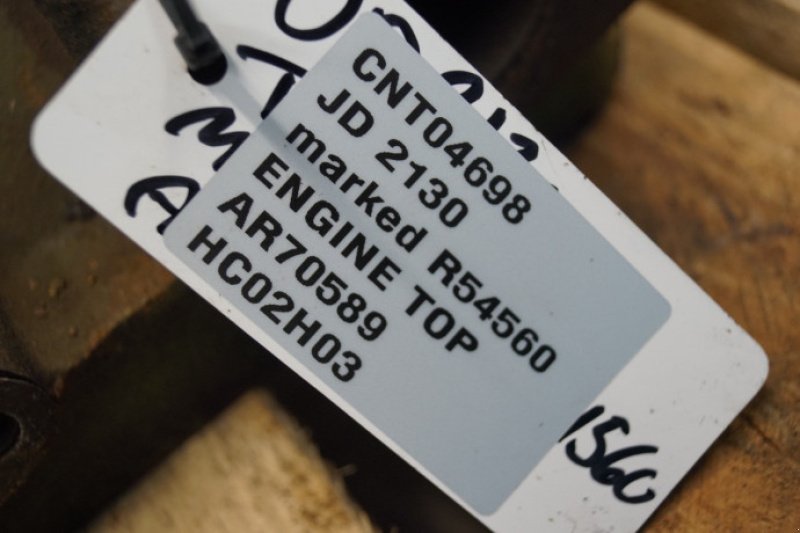 CNT04698
JD 2130
marked R54560
ENGINE TOP
AR70589
HC02H03